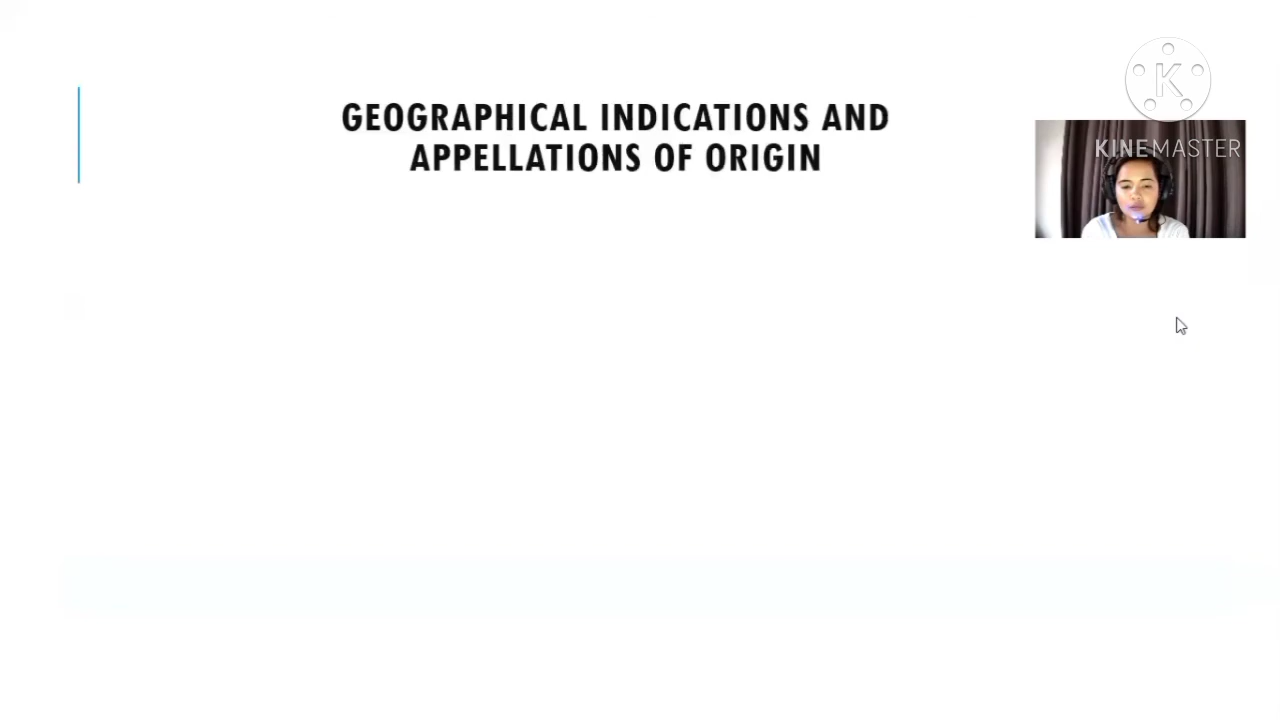 GEOGRAPHICAL INDICATIONS AND
APPELLATIONS OF ORIGIN
K
KINEMASTER